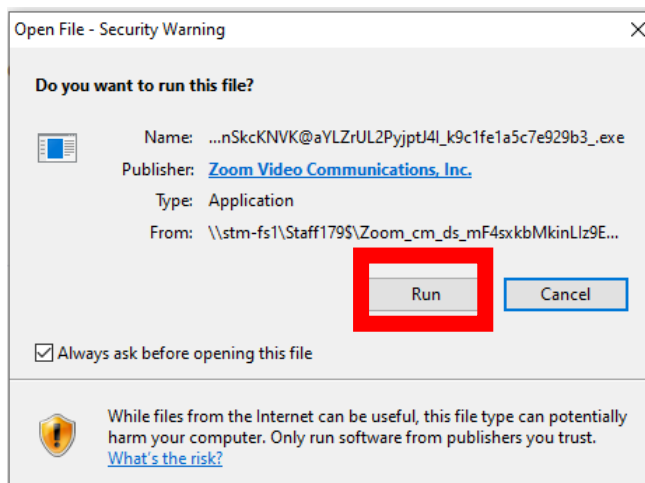 Open File - Security Warning
Do you want to run this file?
Name: ...nSkcKNVK@aYLZrUL2PyjptJ4l_k9c1fe1a5c7e929b3_.exe
Publisher: Zoom Video Communications, Inc.
Type: Application
From: \\stm-fs1\Staff179$\Zoom_cm_ds_mF4sxkbMkinLIz9E...
Run Cancel
Always ask before opening this file
While files from the Internet can be useful, this file type can potentially
harm your computer. Only run software from publishers you trust.
What's the risk?